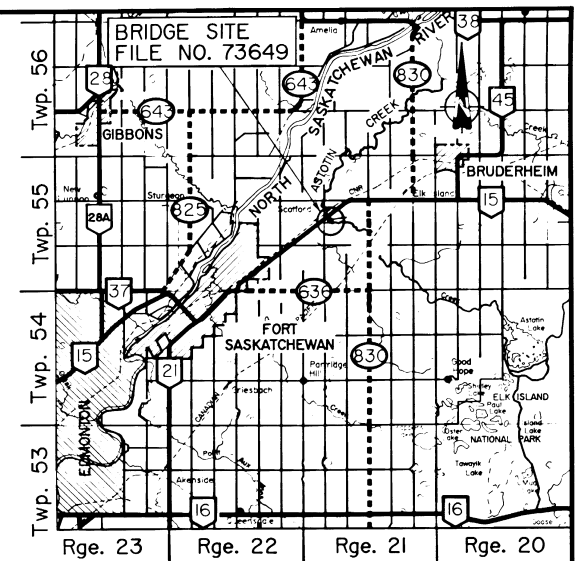 BRIDGE SITE
FILE NO. 73649
Amelia
38
Twp. 56
28
643
643
830
45
NORTH SASKATCHEWAN RIVER
CREEK
ASTOTIN
GIBBONS
Creek
BRUDERHEIM
Twp. 55
New
Sturgeon
Scotford
CNR
Elk Island
15
28A
825
37
636
Creek
Twp. 54
FORT
SASKATCHEWAN
Astotin
Lake
15
21
830
Partridge
Hill
Good
Hope
ELK ISLAND
Paul
Lake
Island
Lake
NATIONAL PARK
CANADIAN
Creek
EDMONTON
Twp. 53
Tawayik
Lake
16
16
Rge. 23
Rge. 22
Rge. 21
Rge. 20